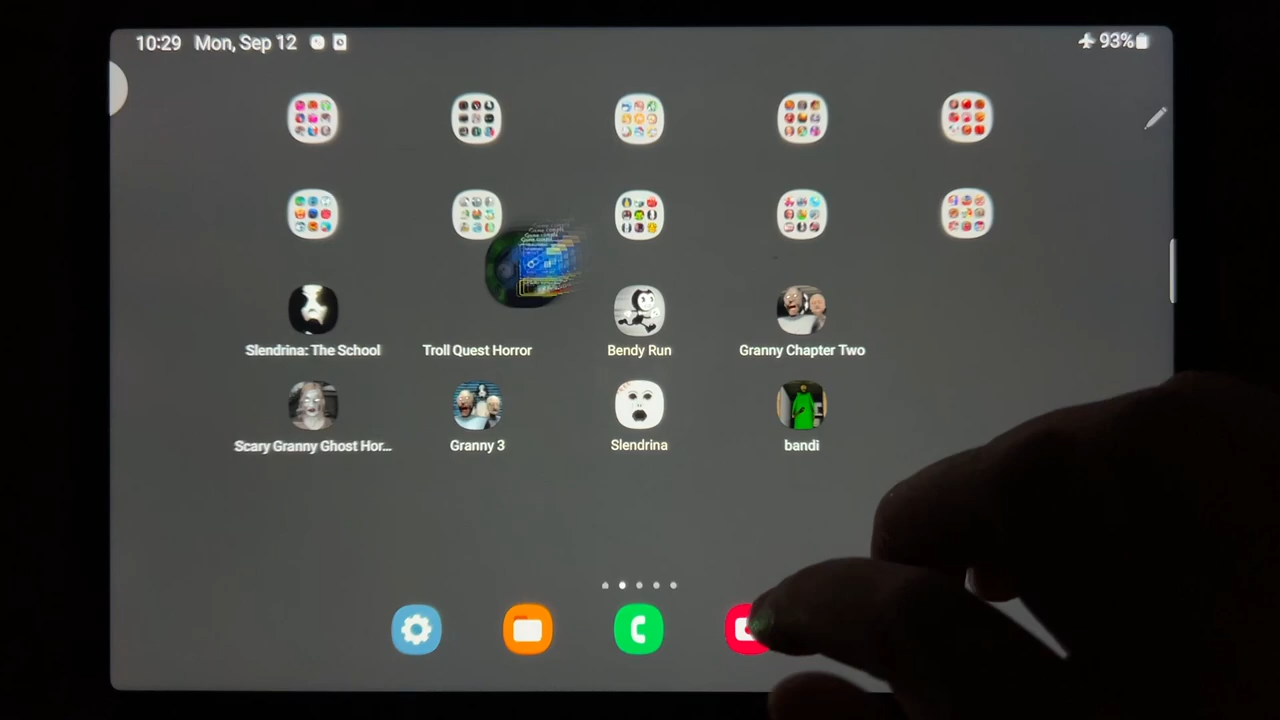 10:29 Mon, Sep 12 93%
Slendrina: The School Troll Quest Horror Bendy Run Granny Chapter Two
Scary Granny Ghost Hor... Granny 3 Slendrina bandi